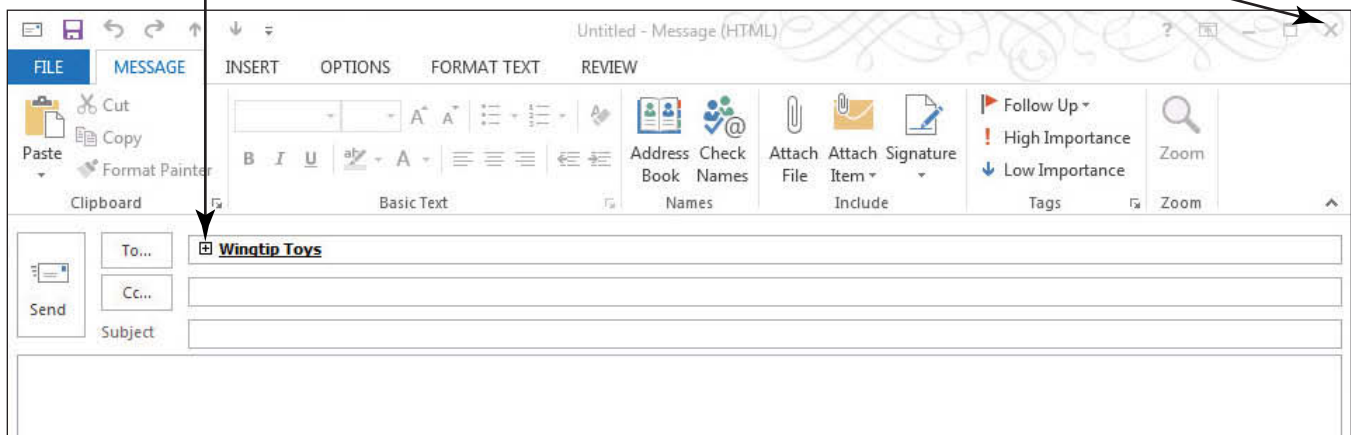 Untitled - Message (HTML) ?
FILE MESSAGE INSERT OPTIONS FORMAT TEXT REVIEW
Cut
Copy
Format Painter
Paste
B I U A
Address Book
Check Names
Attach File
Attach Item
Signature
Follow Up
High Importance
Low Importance
Zoom
Clipboard Basic Text Names Include Tags Zoom
To... Wingtip Toys
Cc...
Send
Subject